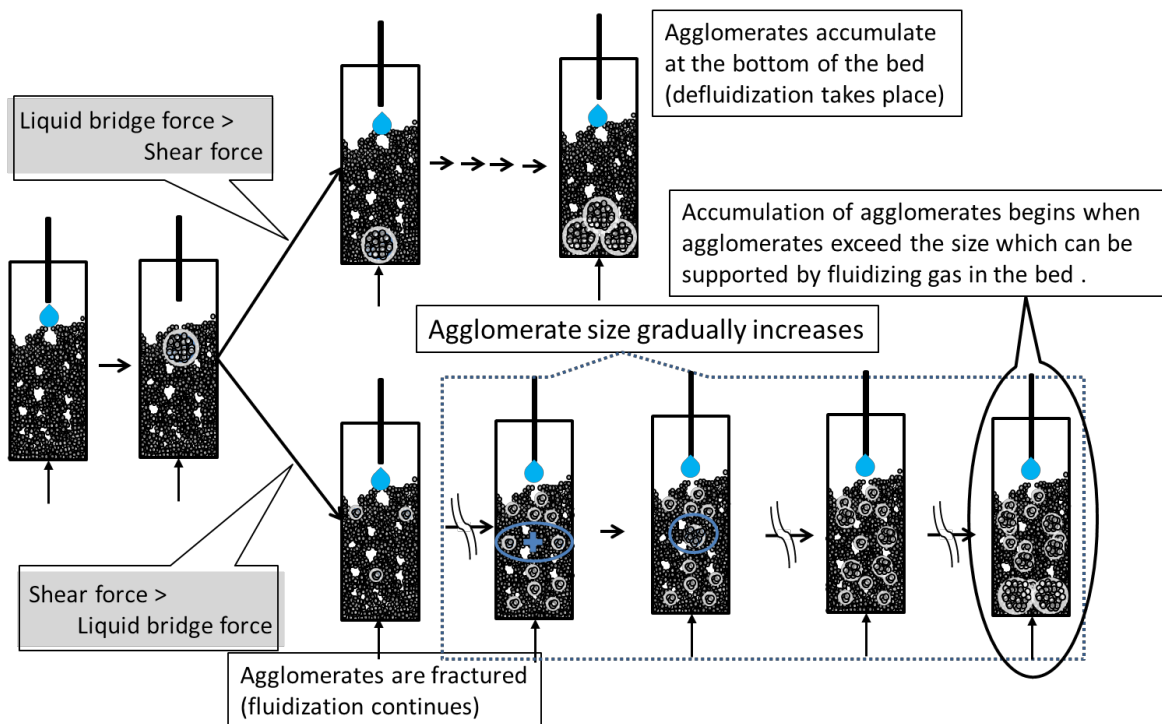 Agglomerates accumulate
at the bottom of the bed
(defluidization takes place)
Liquid bridge force >
Shear force
Accumulation of agglomerates begins when
agglomerates exceed the size which can be
supported by fluidizing gas in the bed .
Agglomerate size gradually increases
Shear force >
Liquid bridge force
Agglomerates are fractured
(fluidization continues)